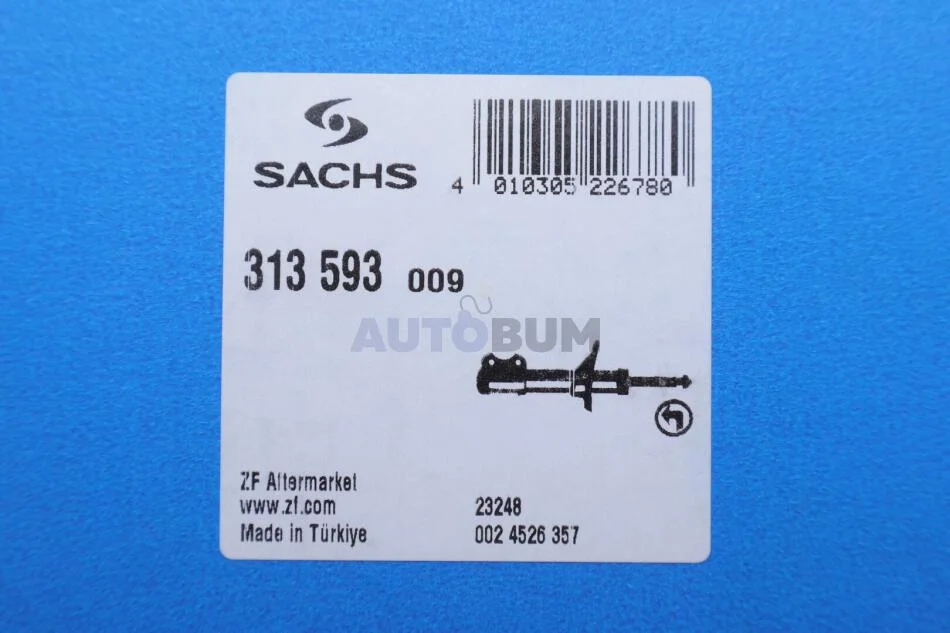 SACHS
4 010305 226780
313 593 009
AUTOBUM
ZF Aftermarket
www.zf.com
Made in Türkiye
23248
002 4526 357